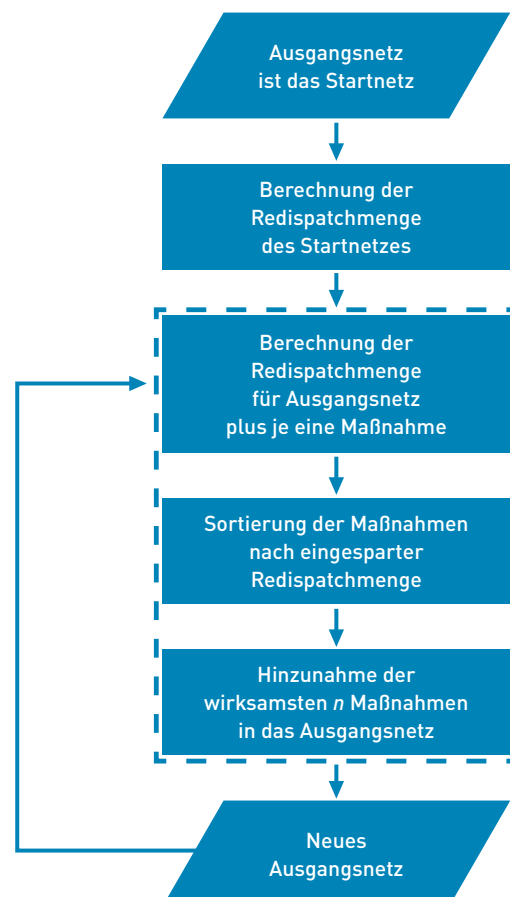 Ausgangsnetz
ist das Startnetz
Berechnung der
Redispatchmenge
des Startnetzes
Berechnung der
Redispatchmenge
für Ausgangsnetz
plus je eine Maßnahme
Sortierung der Maßnahmen
nach eingesparter
Redispatchmenge
Hinzunahme der
wirksamsten n Maßnahmen
in das Ausgangsnetz
Neues
Ausgangsnetz